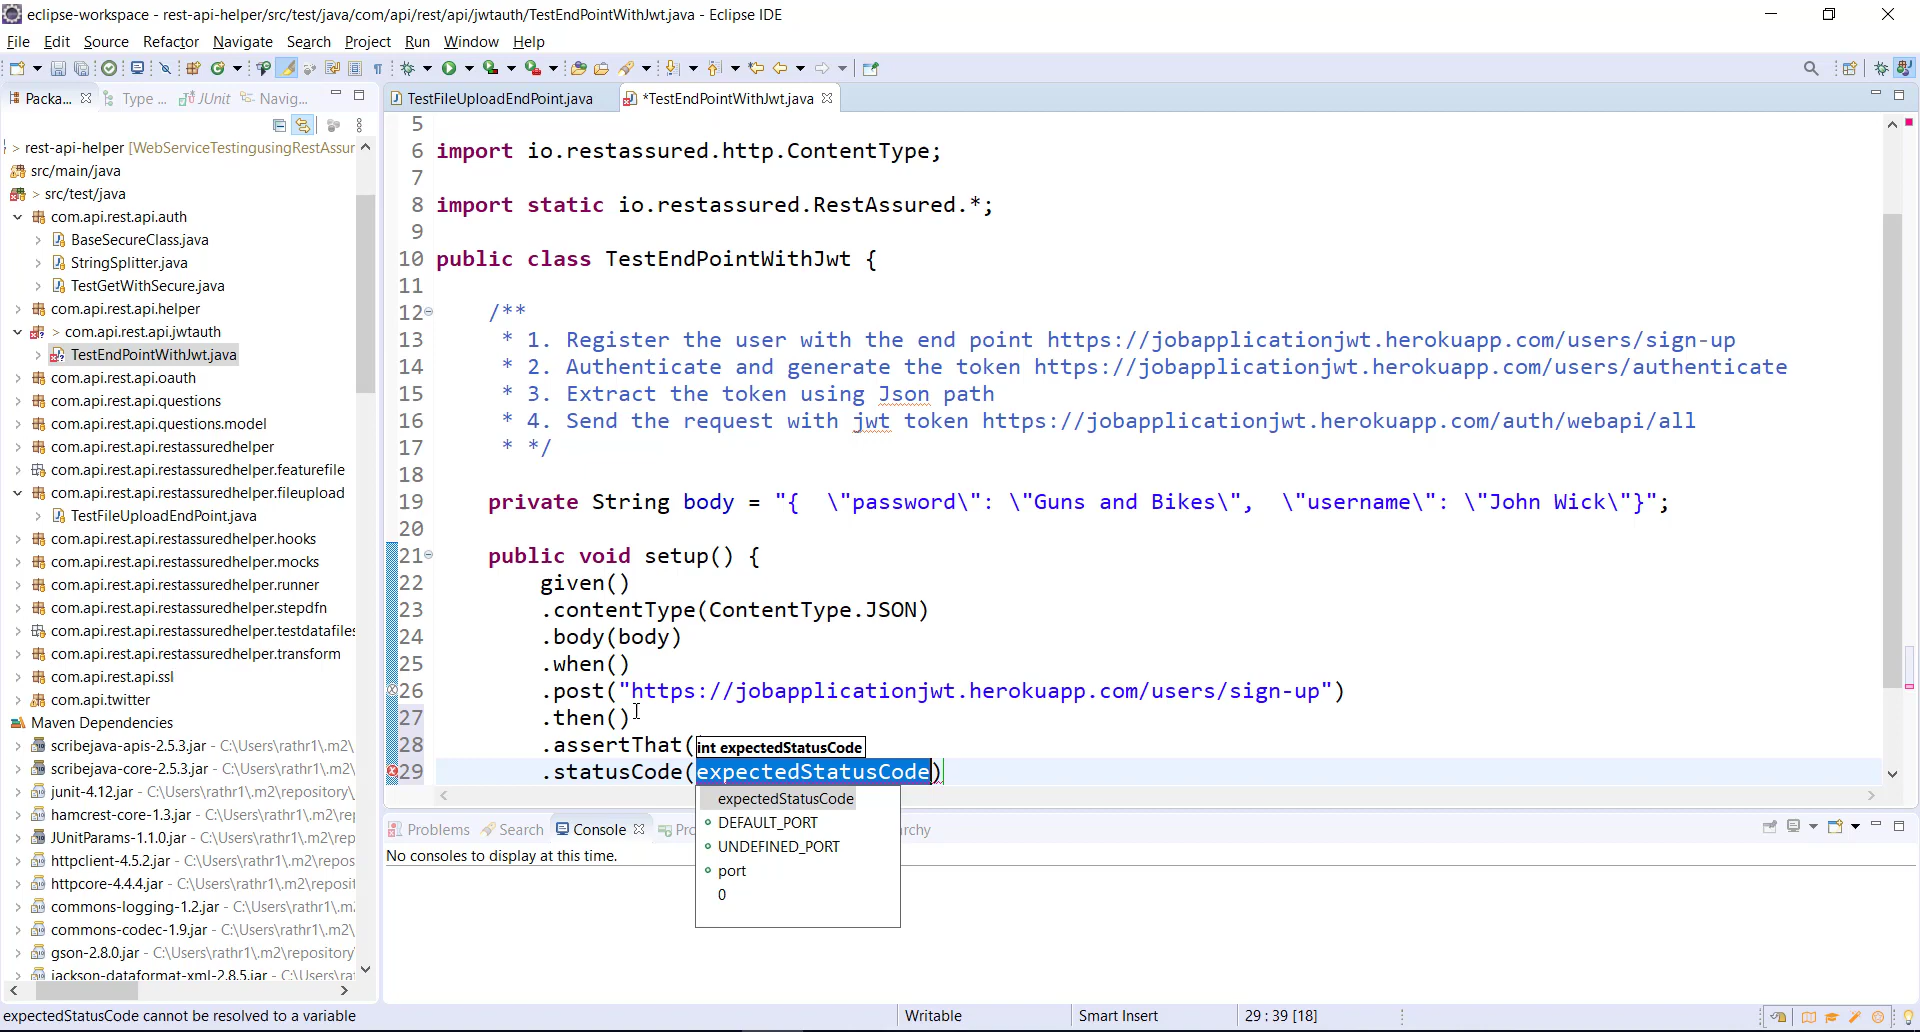 eclipse-workspace - rest-api-helper/src/test/java/com/api/rest/api/jwtauth/TestEndPointWithJwt.java - Eclipse IDE
File Edit Source Refactor Navigate Search Project Run Window Help
Packa... Type ... JUnit Navig...
TestFileUploadEndPoint.java *TestEndPointWithJwt.java
> rest-api-helper [WebServiceTestingusingRestAssur
src/main/java
> src/test/java
com.api.rest.api.auth
BaseSecureClass.java
StringSplitter.java
TestGetWithSecure.java
com.api.rest.api.helper
> com.api.rest.api.jwtauth
TestEndPointWithJwt.java
com.api.rest.api.oauth
com.api.rest.api.questions
com.api.rest.api.questions.model
com.api.rest.api.restassuredhelper
com.api.rest.api.restassuredhelper.featurefile
com.api.rest.api.restassuredhelper.fileupload
TestFileUploadEndPoint.java
com.api.rest.api.restassuredhelper.hooks
com.api.rest.api.restassuredhelper.mocks
com.api.rest.api.restassuredhelper.runner
com.api.rest.api.restassuredhelper.stepdfn
com.api.rest.api.restassuredhelper.testdatafiles
com.api.rest.api.restassuredhelper.transform
com.api.rest.api.ssl
com.api.twitter
Maven Dependencies
scribejava-apis-2.5.3.jar - C:\Users\rathr1\.m2\
scribejava-core-2.5.3.jar - C:\Users\rathr1\.m2\
junit-4.12.jar - C:\Users\rathr1\.m2\repository\
hamcrest-core-1.3.jar - C:\Users\rathr1\.m2\rep
JUnitParams-1.1.0.jar - C:\Users\rathr1\.m2\rep
httpclient-4.5.2.jar - C:\Users\rathr1\.m2\repos
httpcore-4.4.4.jar - C:\Users\rathr1\.m2\reposit
commons-logging-1.2.jar - C:\Users\rathr1\.m
commons-codec-1.9.jar - C:\Users\rathr1\.m2\
gson-2.8.0.jar - C:\Users\rathr1\.m2\repository
jackson-dataformat-xml-2.8.5.jar - C:\Users\ra
5
6 import io.restassured.http.ContentType;
7
8 import static io.restassured.RestAssured.*;
9
10 public class TestEndPointWithJwt {
11
12 /**
13 * 1. Register the user with the end point https://jobapplicationjwt.herokuapp.com/users/sign-up
14 * 2. Authenticate and generate the token https://jobapplicationjwt.herokuapp.com/users/authenticate
15 * 3. Extract the token using Json path
16 * 4. Send the request with jwt token https://jobapplicationjwt.herokuapp.com/auth/webapi/all
17 * */
18
19 private String body = "{  \"password\": \"Guns and Bikes\",  \"username\": \"John Wick\"}";
20
21 public void setup() {
22 given()
23 .contentType(ContentType.JSON)
24 .body(body)
25 .when()
26 .post("https://jobapplicationjwt.herokuapp.com/users/sign-up")
27 .then()
28 .assertThat(
int expectedStatusCode
29 .statusCode(expectedStatusCode)
expectedStatusCode
DEFAULT_PORT
UNDEFINED_PORT
port
0
Problems Search Console Pro archy
No consoles to display at this time.
expectedStatusCode cannot be resolved to a variable Writable Smart Insert 29 : 39 [18]